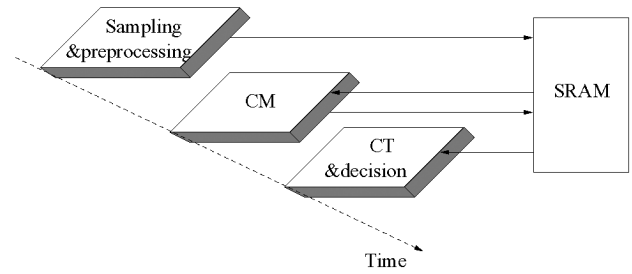 Sampling
&preprocessing
CM
SRAM
CT
&decision
Time